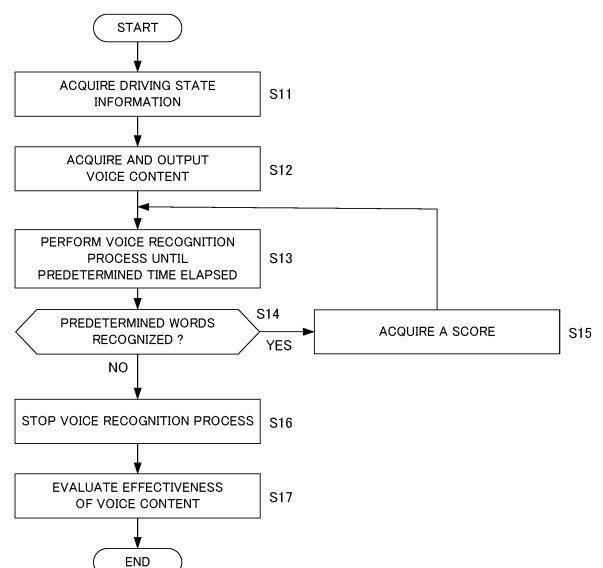 START
ACQUIRE DRIVING STATE
INFORMATION
S11
ACQUIRE AND OUTPUT
VOICE CONTENT
S12
PERFORM VOICE RECOGNITION
PROCESS UNTIL
PREDETERMINED TIME ELAPSED
S13
PREDETERMINED WORDS
RECOGNIZED ?
S14
YES
ACQUIRE A SCORE
S15
NO
STOP VOICE RECOGNITION PROCESS
S16
EVALUATE EFFECTIVENESS
OF VOICE CONTENT
S17
END